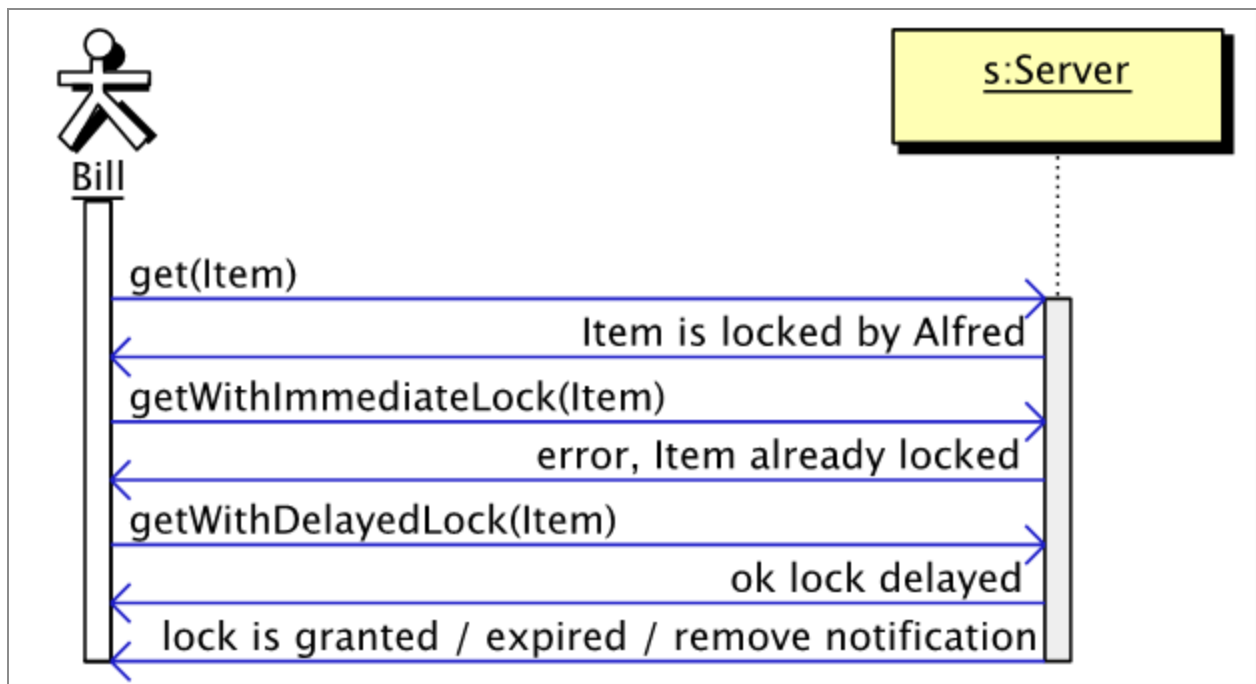 s:Server
Bill
get(Item)
Item is locked by Alfred
getWithImmediateLock(Item)
error, Item already locked
getWithDelayedLock(Item)
ok lock delayed
lock is granted / expired / remove notification